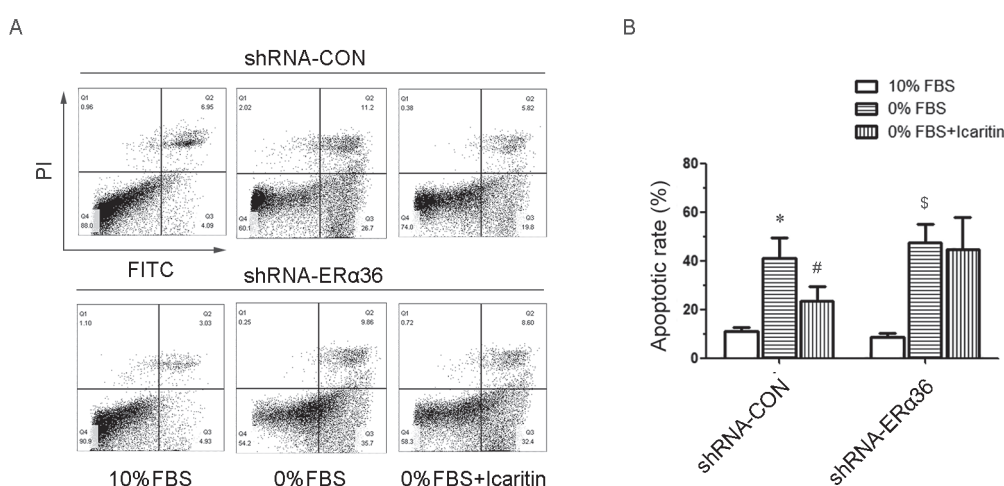 A
shRNA-CON
PI
Q1
0.96
Q2
6.95
Q4
88.0
Q3
4.09
Q1
2.02
Q2
11.2
Q4
60.1
Q3
26.7
Q1
0.38
Q2
5.82
Q4
74.0
Q3
19.8
FITC
shRNA-ERα36
Q1
1.10
Q2
3.03
Q4
90.9
Q3
4.93
Q1
0.25
Q2
9.86
Q4
54.2
Q3
35.7
Q1
0.72
Q2
8.60
Q4
58.3
Q3
32.4
10%FBS
0%FBS
0%FBS+Icaritin
B
10% FBS
0% FBS
0% FBS+Icaritin
Apoptotic rate (%)
80
60
40
20
0
*
#
$
shRNA-CON
shRNA-ERα36